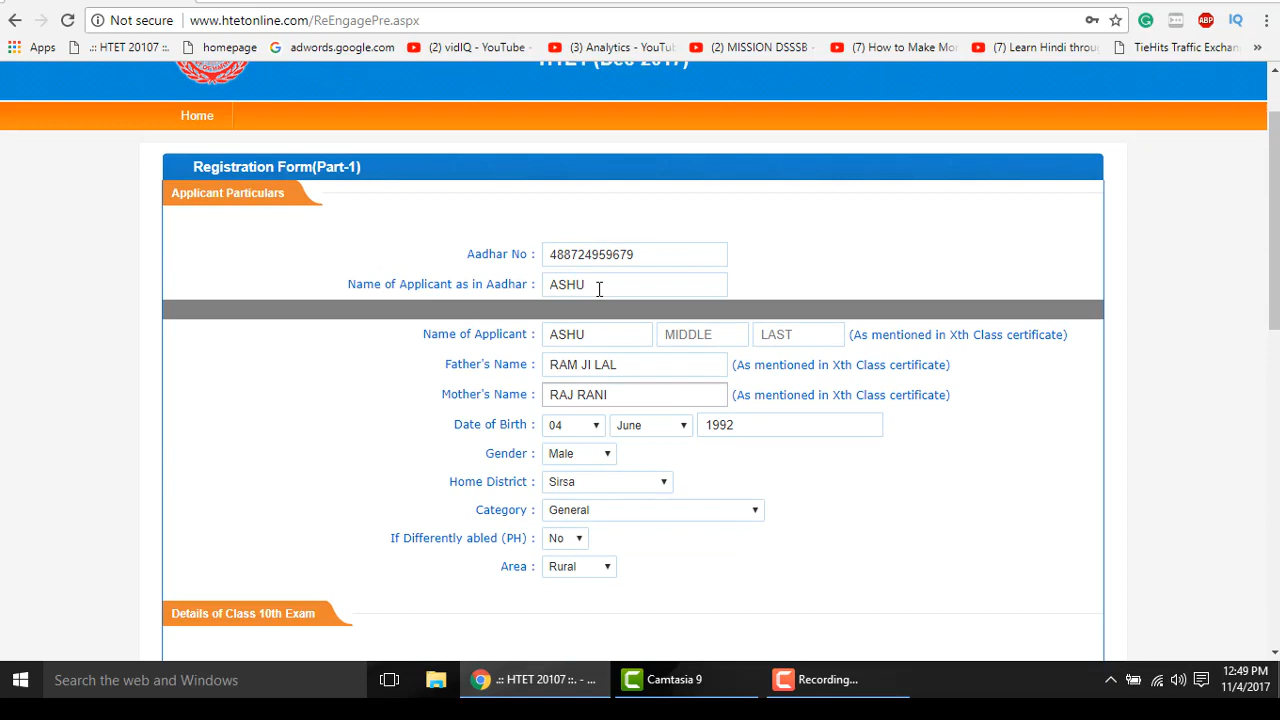 Not secure www.htetonline.com/ReEngagePre.aspx
Apps .:: HTET 20107 ::. homepage adwords.google.com (2) vidIQ - YouTube - (3) Analytics - YouTu (2) MISSION DSSSB - (7) How to Make Mor (7) Learn Hindi throu TieHits Traffic Exchan »
HTET (Dec-2017)
Home
Registration Form(Part-1)
Applicant Particulars
Aadhar No : 488724959679
Name of Applicant as in Aadhar : ASHU
Name of Applicant : ASHU MIDDLE LAST (As mentioned in Xth Class certificate)
Father's Name : RAM JI LAL (As mentioned in Xth Class certificate)
Mother's Name : RAJ RANI (As mentioned in Xth Class certificate)
Date of Birth : 04 June 1992
Gender : Male
Home District : Sirsa
Category : General
If Differently abled (PH) : No
Area : Rural
Details of Class 10th Exam
Search Windows .:: HTET 20107 ::. - ... Camtasia 9 Recording... 12:49 PM
11/4/2017